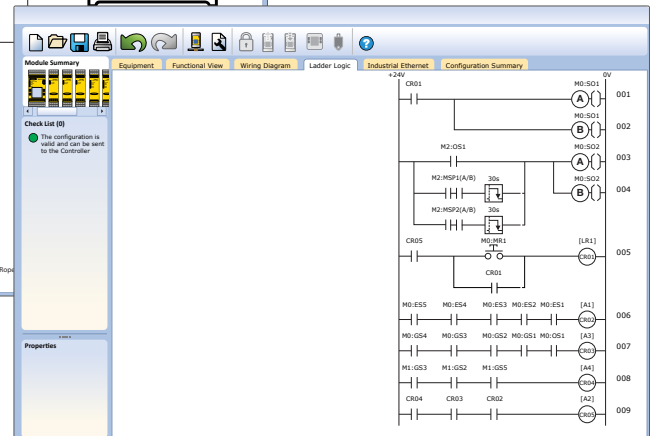 Module Summary
Equipment Functional View Wiring Diagram Ladder Logic Industrial Ethernet Configuration Summary
+24V 0V
CR01 M0:SO1
A 001
M0:SO1
B 002
Check List (0)
The configuration is
valid and can be sent
to the Controller
M2:OS1 M0:SO2
A 003
M2:MSP1(A/B) 30s M0:SO2
B 004
M2:MSP2(A/B) 30s
CR05 M0:MR1 [LR1]
CR01 005
CR01
Rope
M0:ES5 M0:ES4 M0:ES3 M0:ES2 M0:ES1 [A1]
CR02 006
Properties
M0:GS4 M0:GS3 M0:GS2 M0:GS1 M0:OS1 [A3]
CR03 007
M1:GS3 M1:GS2 M1:GS5 [A4]
CR04 008
CR04 CR03 CR02 [A2]
CR05 009